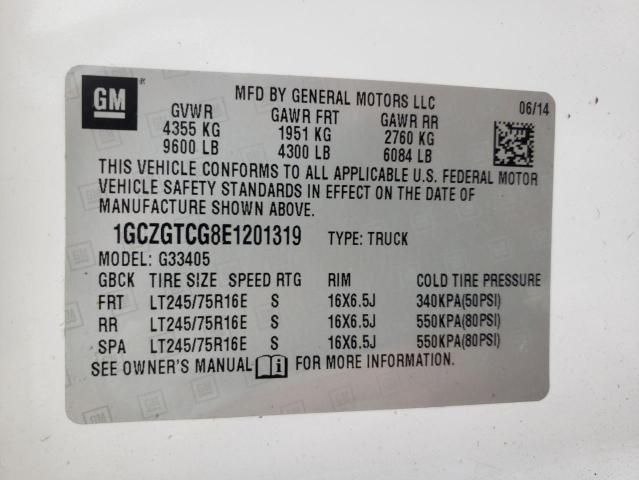 GM
MFD BY GENERAL MOTORS LLC
06/14
GVWR GAWR FRT GAWR RR
4355 KG 1951 KG 2760 KG
9600 LB 4300 LB 6084 LB
THIS VEHICLE CONFORMS TO ALL APPLICABLE U.S. FEDERAL MOTOR
VEHICLE SAFETY STANDARDS IN EFFECT ON THE DATE OF
MANUFACTURE SHOWN ABOVE.
1GCZGTCG8E1201319 TYPE: TRUCK
MODEL: G33405
GBCK TIRE SIZE SPEED RTG RIM COLD TIRE PRESSURE
FRT LT245/75R16E S 16X6.5J 340KPA(50PSI)
RR LT245/75R16E S 16X6.5J 550KPA(80PSI)
SPA LT245/75R16E S 16X6.5J 550KPA(80PSI)
SEE OWNER'S MANUAL FOR MORE INFORMATION.